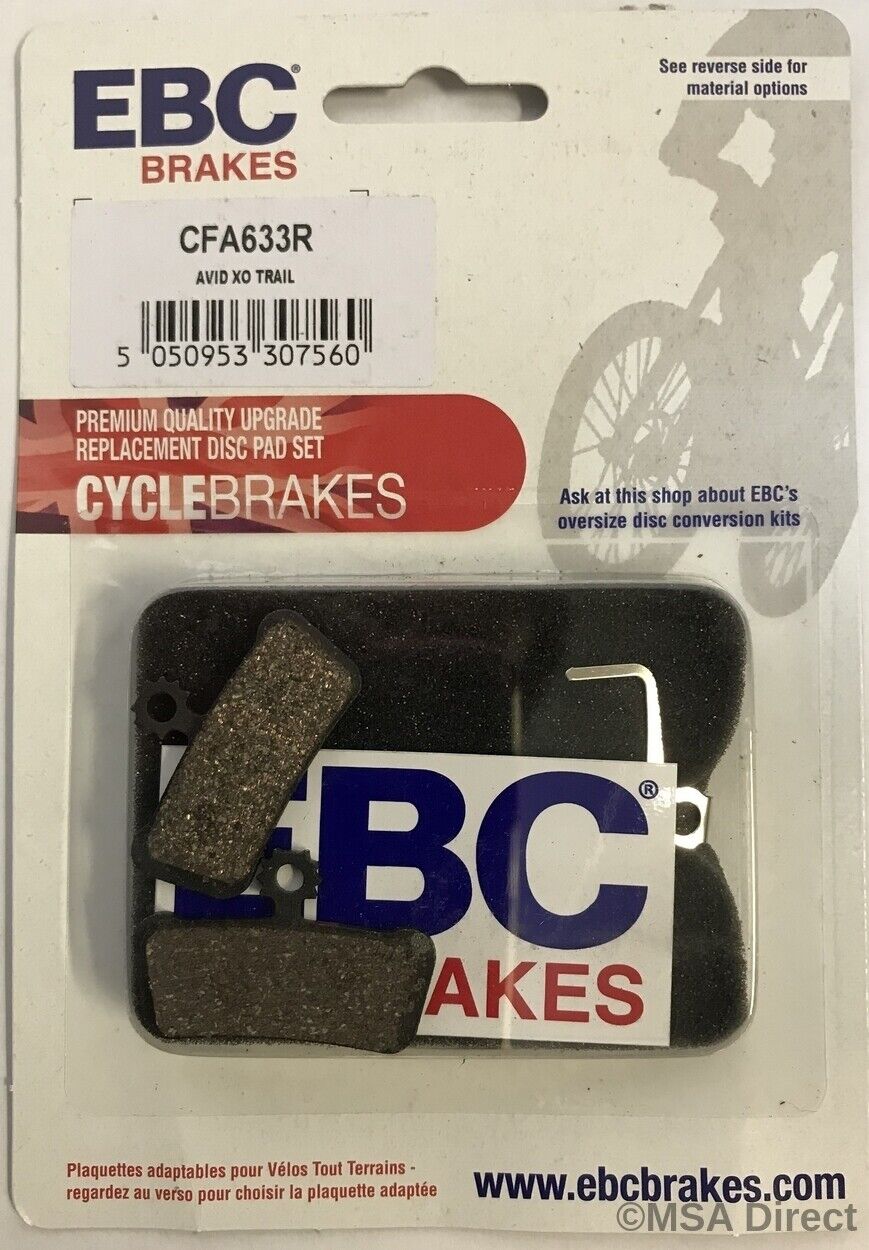 EBC®
BRAKES
See reverse side for
material options
CFA633R
AVID XO TRAIL
5 050953 307560
PREMIUM QUALITY UPGRADE
REPLACEMENT DISC PAD SET
CYCLEBRAKES
Ask at this shop about EBC's
oversize disc conversion kits
EBC®
AKES
Plaquettes adaptables pour Vélos Tout Terrains -
regardez au verso pour choisir la plaquette adaptée
www.ebcbrakes.com
©MSA Direct